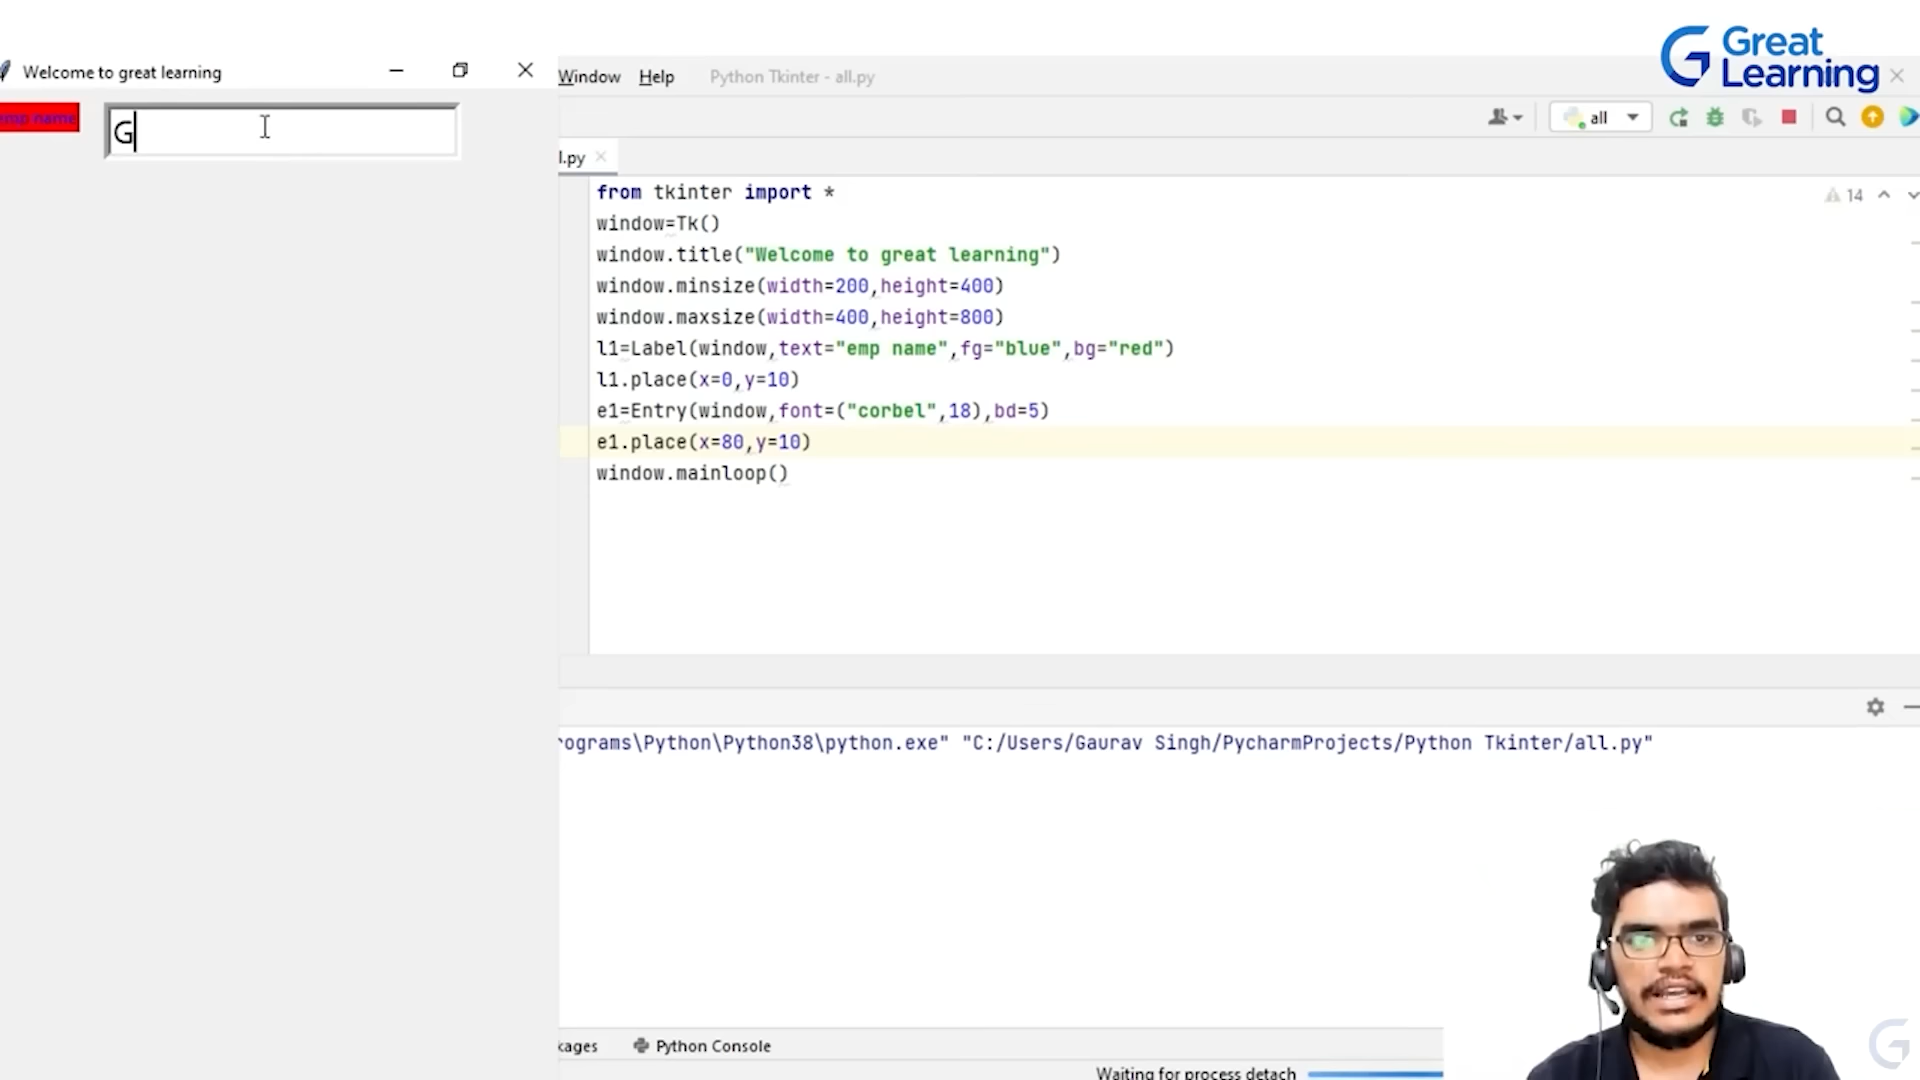 Great
Learning
Welcome to great learning
Window Help Python Tkinter - all.py
emp name
G
all
l.py
from tkinter import *
14
window=Tk()
window.title("Welcome to great learning")
window.minsize(width=200,height=400)
window.maxsize(width=400,height=800)
l1=Label(window,text="emp name",fg="blue",bg="red")
l1.place(x=0,y=10)
e1=Entry(window,font=("corbel",18),bd=5)
e1.place(x=80,y=10)
window.mainloop()
rograms\Python\Python38\python.exe" "C:/Users/Gaurav Singh/PycharmProjects/Python Tkinter/all.py"
kages Python Console
Waiting for process detach